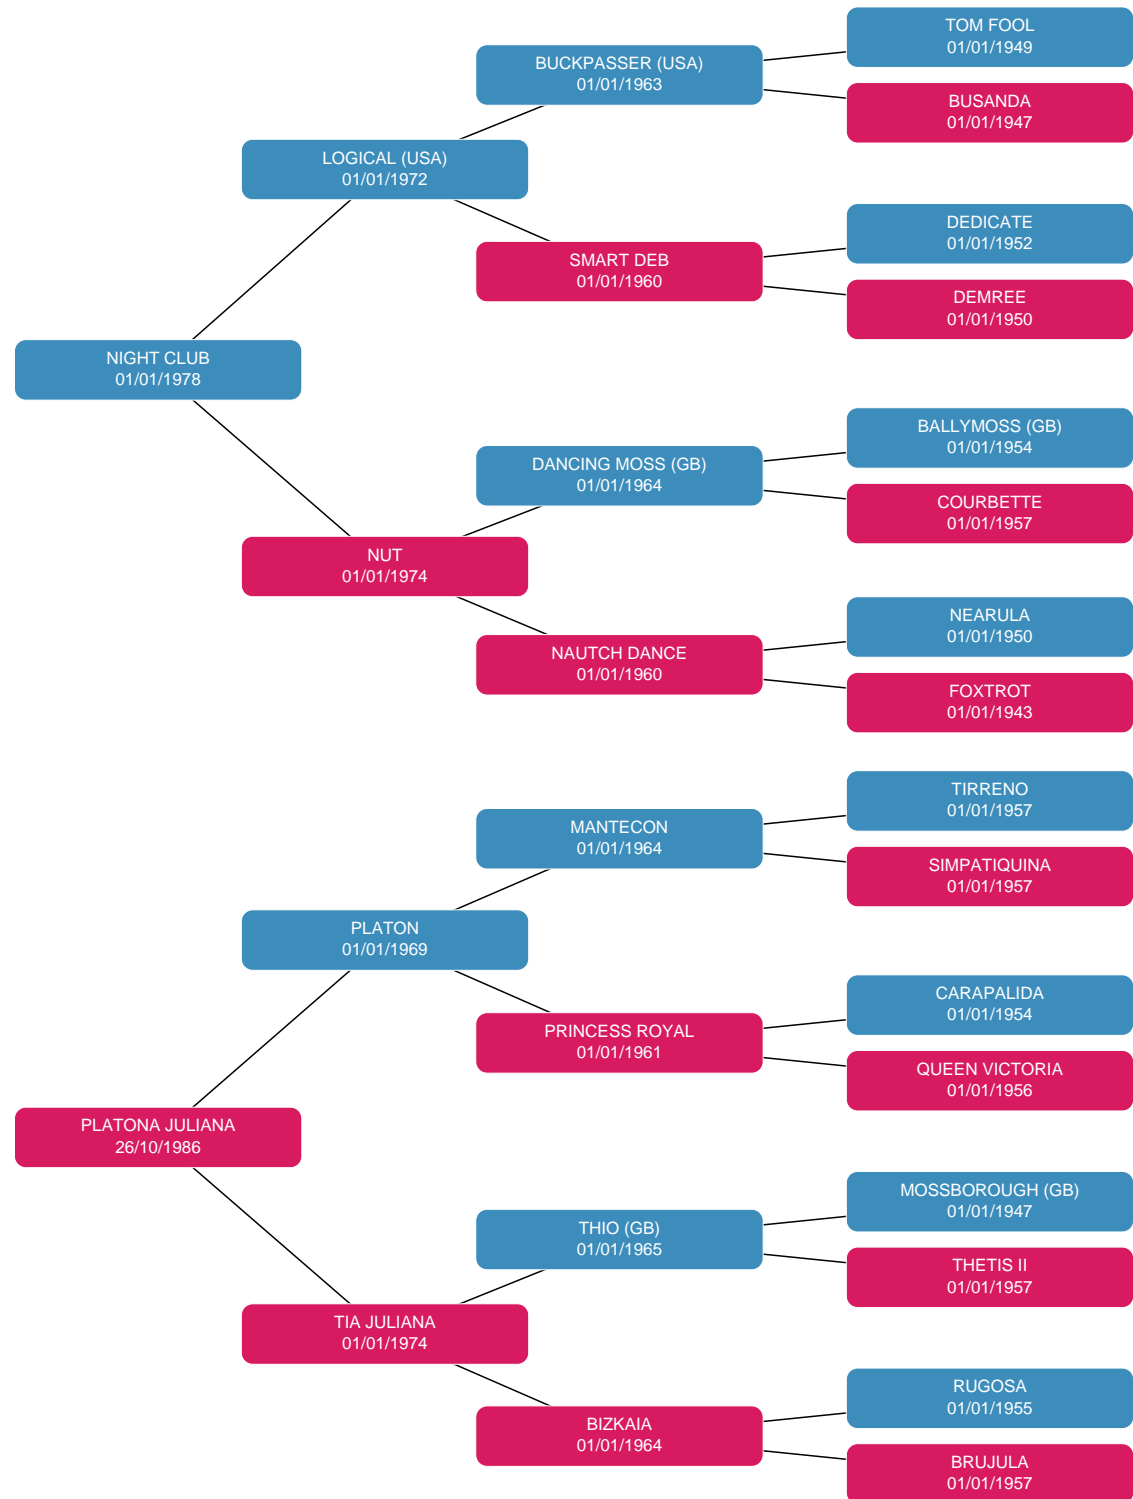 TOM FOOL
01/01/1949
BUCKPASSER (USA)
01/01/1963
BUSANDA
01/01/1947
LOGICAL (USA)
01/01/1972
DEDICATE
01/01/1952
SMART DEB
01/01/1960
DEMREE
01/01/1950
NIGHT CLUB
01/01/1978
BALLYMOSS (GB)
01/01/1954
DANCING MOSS (GB)
01/01/1964
COURBETTE
01/01/1957
NUT
01/01/1974
NEARULA
01/01/1950
NAUTCH DANCE
01/01/1960
FOXTROT
01/01/1943
TIRRENO
01/01/1957
MANTECON
01/01/1964
SIMPATIQUINA
01/01/1957
PLATON
01/01/1969
CARAPALIDA
01/01/1954
PRINCESS ROYAL
01/01/1961
QUEEN VICTORIA
01/01/1956
PLATONA JULIANA
26/10/1986
MOSSBOROUGH (GB)
01/01/1947
THIO (GB)
01/01/1965
THETIS II
01/01/1957
TIA JULIANA
01/01/1974
RUGOSA
01/01/1955
BIZKAIA
01/01/1964
BRUJULA
01/01/1957